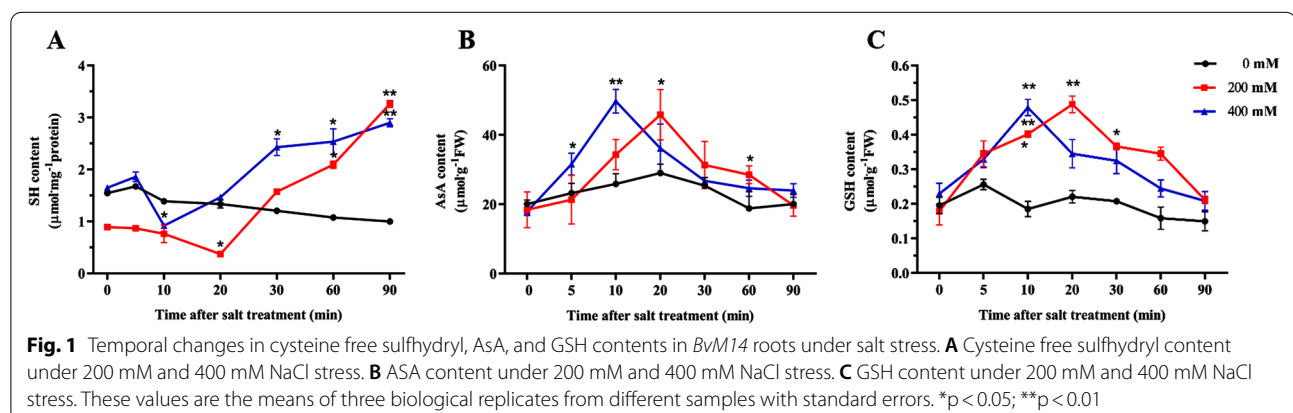 A
B
C
0 mM
200 mM
400 mM
SH content
(μmol·mg⁻¹protein)
4
3
2
1
0
0 10 20 30 60 90
Time after salt treatment (min)
* * * * * ** **
AsA content
(μmol·g⁻¹FW)
60
40
20
0
0 5 10 20 30 60 90
Time after salt treatment (min)
* ** * *
GSH content
(μmol·g⁻¹FW)
0.6
0.5
0.4
0.3
0.2
0.1
0.0
0 5 10 20 30 60 90
Time after salt treatment (min)
** ** * ** *
Fig. 1 Temporal changes in cysteine free sulfhydryl, AsA, and GSH contents in BvM14 roots under salt stress. A Cysteine free sulfhydryl content
under 200 mM and 400 mM NaCl stress. B ASA content under 200 mM and 400 mM NaCl stress. C GSH content under 200 mM and 400 mM NaCl
stress. These values are the means of three biological replicates from different samples with standard errors. *p < 0.05; **p < 0.01